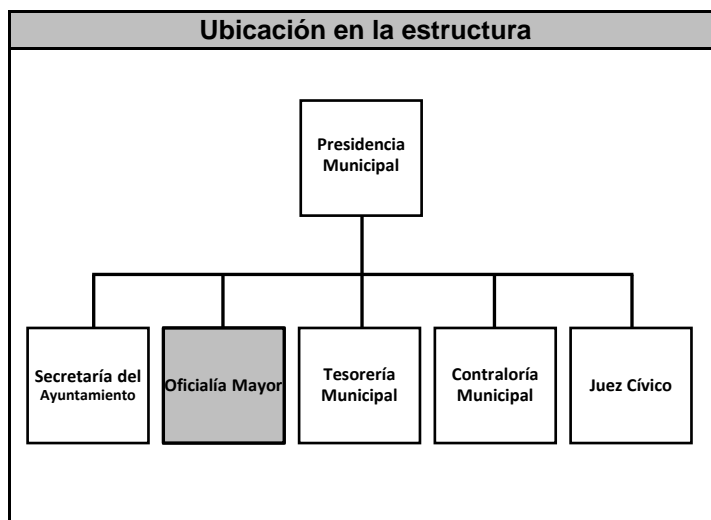 Ubicación en la estructura
Presidencia
Municipal
Secretaría del
Ayuntamiento
Oficialía Mayor
Tesorería
Municipal
Contraloría
Municipal
Juez Cívico